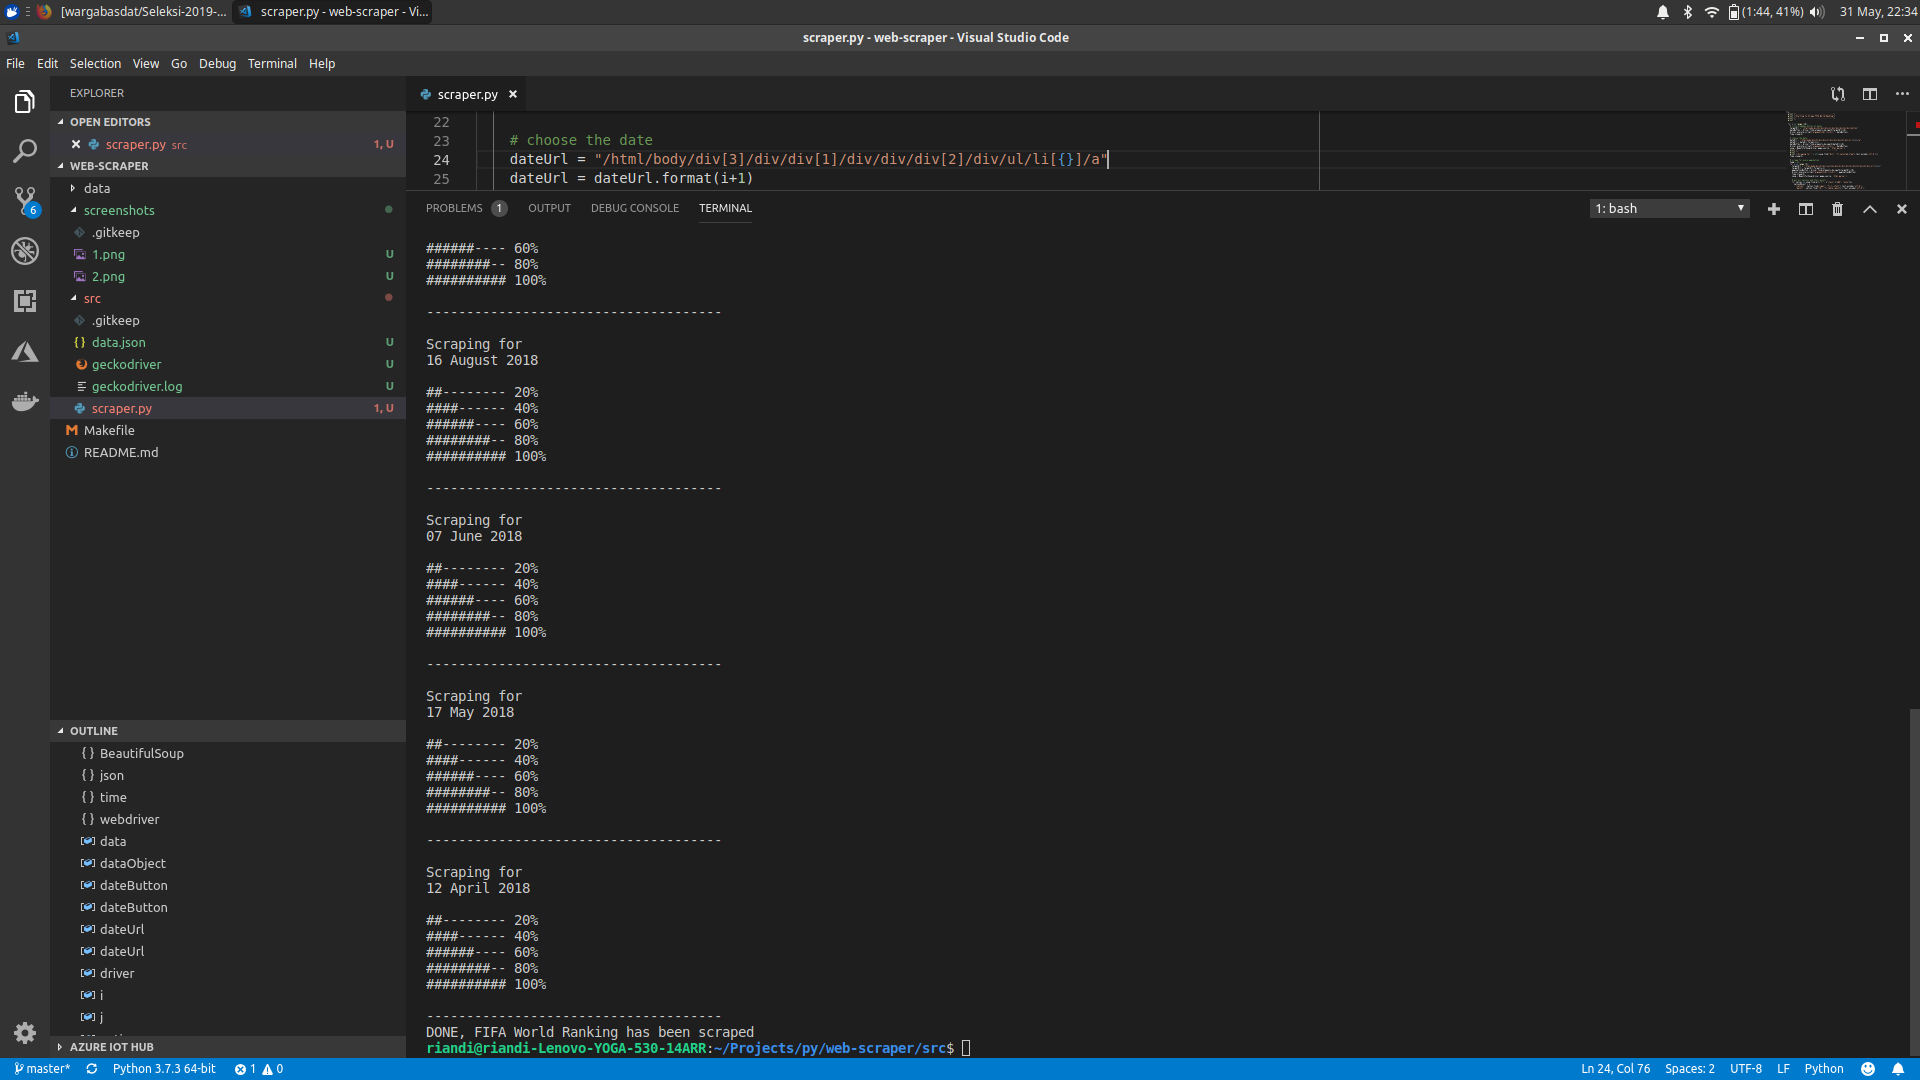 [wargabasdat/Seleksi-2019-...
scraper.py - web-scraper - Vi...
(1:44, 41%)
31 May, 22:34
scraper.py - web-scraper - Visual Studio Code
File Edit Selection View Go Debug Terminal Help
EXPLORER
OPEN EDITORS
scraper.py src 1, U
WEB-SCRAPER
data
screenshots
.gitkeep
1.png U
2.png U
src
.gitkeep
data.json U
geckodriver U
geckodriver.log U
scraper.py 1, U
Makefile
README.md
6
OUTLINE
BeautifulSoup
json
time
webdriver
data
dataObject
dateButton
dateButton
dateUrl
dateUrl
driver
i
j
AZURE IOT HUB
scraper.py
22
23 # choose the date
24 dateUrl = "/html/body/div[3]/div/div[1]/div/div/div[2]/div/ul/li[{}]/a"
25 dateUrl = dateUrl.format(i+1)
PROBLEMS 1 OUTPUT DEBUG CONSOLE TERMINAL
1: bash
######---- 60%
########-- 80%
########## 100%
-------------------------------------
Scraping for
16 August 2018
##-------- 20%
####------ 40%
######---- 60%
########-- 80%
########## 100%
-------------------------------------
Scraping for
07 June 2018
##-------- 20%
####------ 40%
######---- 60%
########-- 80%
########## 100%
-------------------------------------
Scraping for
17 May 2018
##-------- 20%
####------ 40%
######---- 60%
########-- 80%
########## 100%
-------------------------------------
Scraping for
12 April 2018
##-------- 20%
####------ 40%
######---- 60%
########-- 80%
########## 100%
-------------------------------------
DONE, FIFA World Ranking has been scraped
riandi@riandi-Lenovo-YOGA-530-14ARR:~/Projects/py/web-scraper/src$
master* Python 3.7.3 64-bit 1 0
Ln 24, Col 76 Spaces: 2 UTF-8 LF Python